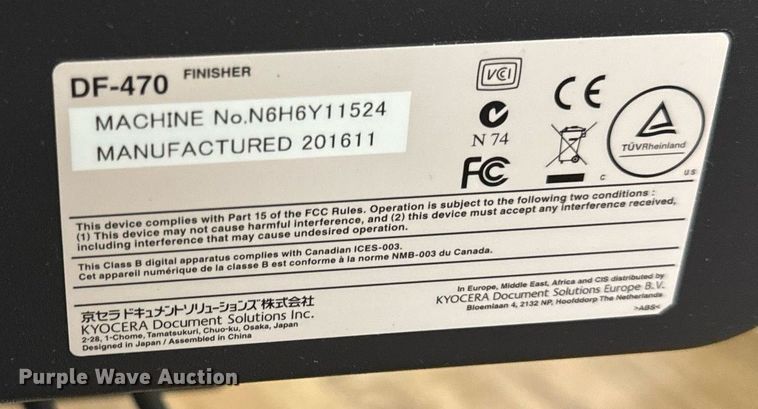 DF-470 FINISHER
MACHINE No.N6H6Y11524
MANUFACTURED 201611
VCI
CE
N 74
FC
TÜVRheinland
C US
This device complies with Part 15 of the FCC Rules. Operation is subject to the following two conditions :
(1) This device may not cause harmful interference, and (2) this device must accept any interference received,
including interference that may cause undesired operation.
This Class B digital apparatus complies with Canadian ICES-003.
Cet appareil numérique de la classe B est conforme à la norme NMB-003 du Canada.
京セラドキュメントソリューションズ株式会社
KYOCERA Document Solutions Inc.
2-28, 1-Chome, Tamatsukuri, Chuo-ku, Osaka, Japan
Designed in Japan / Assembled in China
In Europe, Middle East, Africa and CIS distributed by
KYOCERA Document Solutions Europe B.V.
Bloemlaan 4, 2132 NP, Hoofddorp The Netherlands
>ABS<
Purple Wave Auction